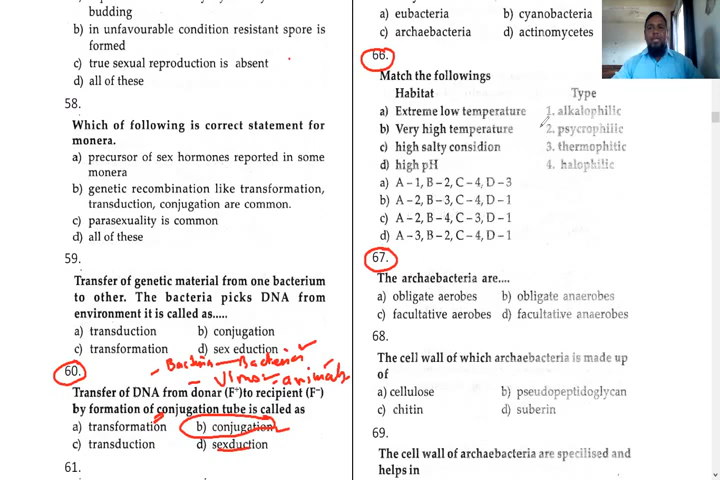 budding
b) in unfavourable condition resistant spore is
formed
c) true sexual reproduction is absent
d) all of these
58.
Which of following is correct statement for
monera.
a) precursor of sex hormones reported in some
monera
b) genetic recombination like transformation,
transduction, conjugation are common.
c) parasexuality is common
d) all of these
59.
Transfer of genetic material from one bacterium
to other. The bacteria picks DNA from
environment it is called as.....
a) transduction b) conjugation
c) transformation d) sex eduction
- Bacteria - Bacteria
60.
- Virus - animals
Transfer of DNA from donar (F⁺)to recipient (F⁻)
by formation of conjugation tube is called as
a) transformation b) conjugation
c) transduction d) sexduction
61.
a) eubacteria b) cyanobacteria
c) archaebacteria d) actinomycetes
66.
Match the followings
Habitat Type
a) Extreme low temperature 1. alkalophilic
b) Very high temperature 2. psycrophilic
c) high salty considion 3. thermophitic
d) high pH 4. halophilic
a) A – 1, B – 2, C – 4, D – 3
b) A – 2, B – 3, C – 4, D – 1
c) A – 2, B – 4, C – 3, D – 1
d) A – 3, B – 2, C – 4, D – 1
67.
The archaebacteria are....
a) obligate aerobes b) obligate anaerobes
c) facultative aerobes d) facultative anaerobes
68.
The cell wall of which archaebacteria is made up
of
a) cellulose b) pseudopeptidoglycan
c) chitin d) suberin
69.
The cell wall of archaebacteria are specilised and
helps in